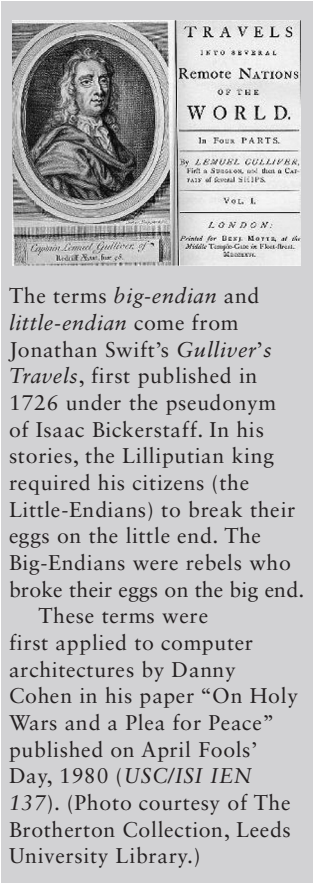 TRAVELS
INTO SEVERAL
Remote NATIONS
OF THE
WORLD.
In Four PARTS.
By LEMUEL GULLIVER,
First a SURGEON, and then a CAP-
TAIN of several SHIPS.
VOL. I.
LONDON:
Printed for BENJ. MOTTE, at the
Middle Temple-Gate in Fleet-street.
MDCCXXVI.
Captain Lemuel Gulliver, of
Redriff Ætat. suæ 58.
The terms big-endian and
little-endian come from
Jonathan Swift’s Gulliver’s
Travels, first published in
1726 under the pseudonym
of Isaac Bickerstaff. In his
stories, the Lilliputian king
required his citizens (the
Little-Endians) to break their
eggs on the little end. The
Big-Endians were rebels who
broke their eggs on the big end.
These terms were
first applied to computer
architectures by Danny
Cohen in his paper “On Holy
Wars and a Plea for Peace”
published on April Fools’
Day, 1980 (USC/ISI IEN
137). (Photo courtesy of The
Brotherton Collection, Leeds
University Library.)